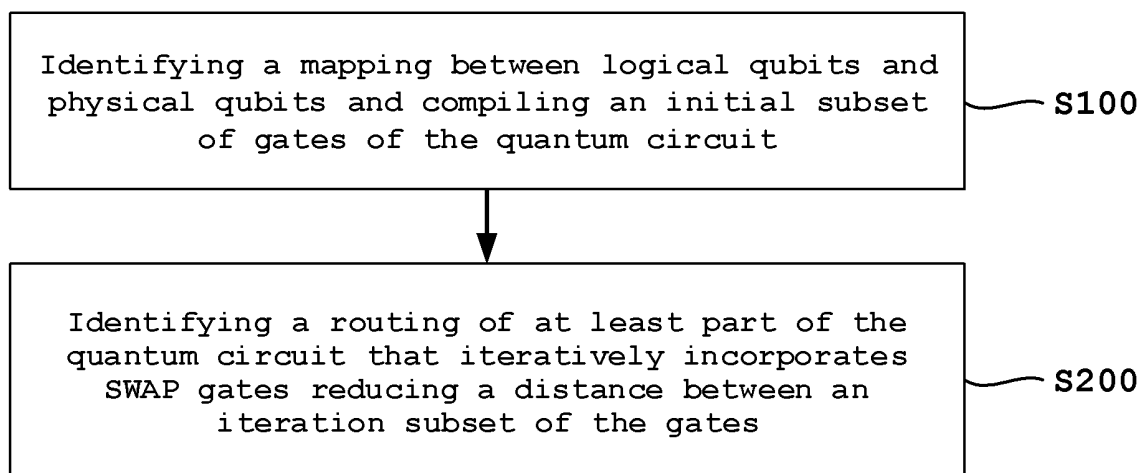 Identifying a mapping between logical qubits and
physical qubits and compiling an initial subset
of gates of the quantum circuit
S100
Identifying a routing of at least part of the
quantum circuit that iteratively incorporates
SWAP gates reducing a distance between an
iteration subset of the gates
S200